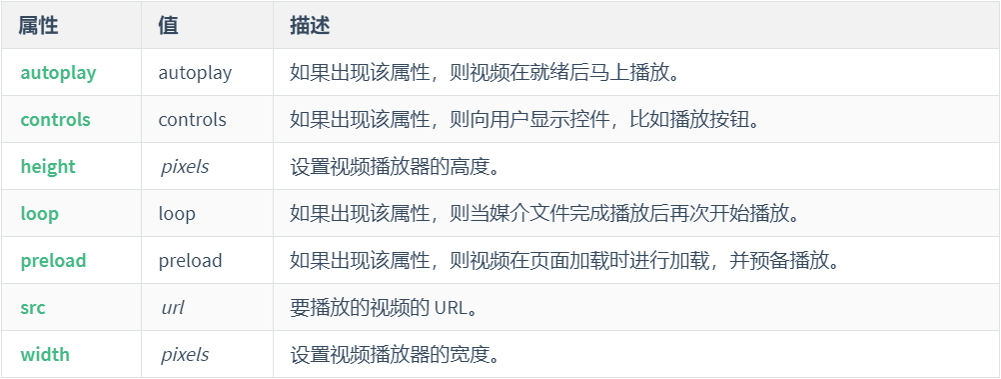 属性 值 描述
autoplay autoplay 如果出现该属性，则视频在就绪后马上播放。
controls controls 如果出现该属性，则向用户显示控件，比如播放按钮。
height pixels 设置视频播放器的高度。
loop loop 如果出现该属性，则当媒介文件完成播放后再次开始播放。
preload preload 如果出现该属性，则视频在页面加载时进行加载，并预备播放。
src url 要播放的视频的 URL。
width pixels 设置视频播放器的宽度。